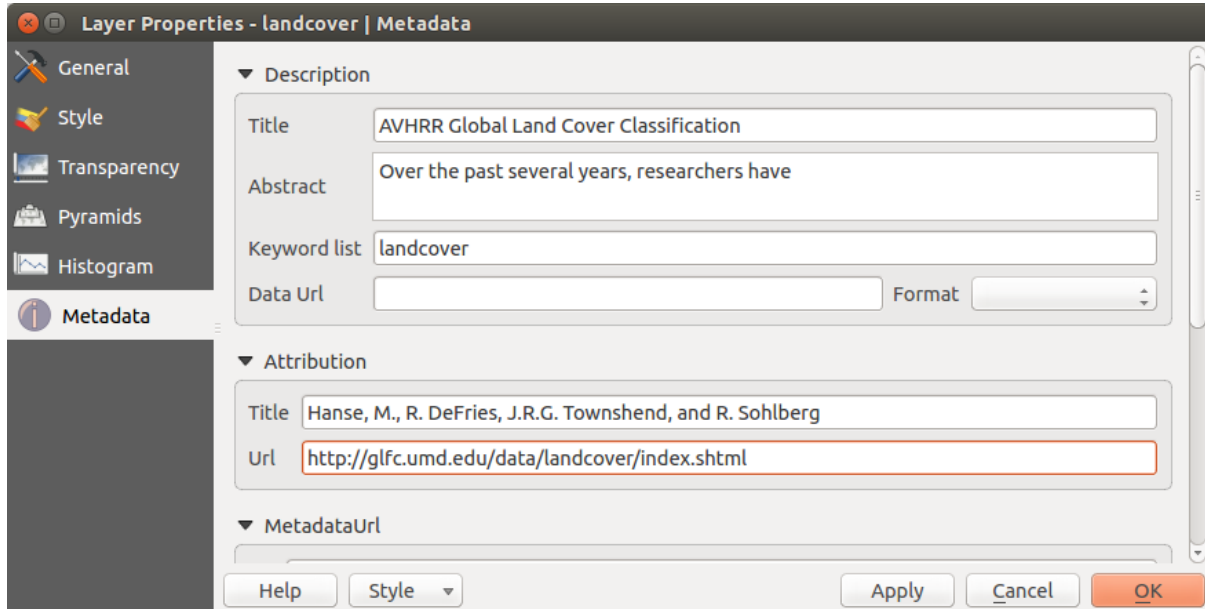 Layer Properties - landcover | Metadata
General
Style
Transparency
Pyramids
Histogram
Metadata
Description
Title AVHRR Global Land Cover Classification
Abstract Over the past several years, researchers have
Keyword list landcover
Data Url Format
Attribution
Title Hanse, M., R. DeFries, J.R.G. Townshend, and R. Sohlberg
Url http://glfc.umd.edu/data/landcover/index.shtml
MetadataUrl
Help Style Apply Cancel OK